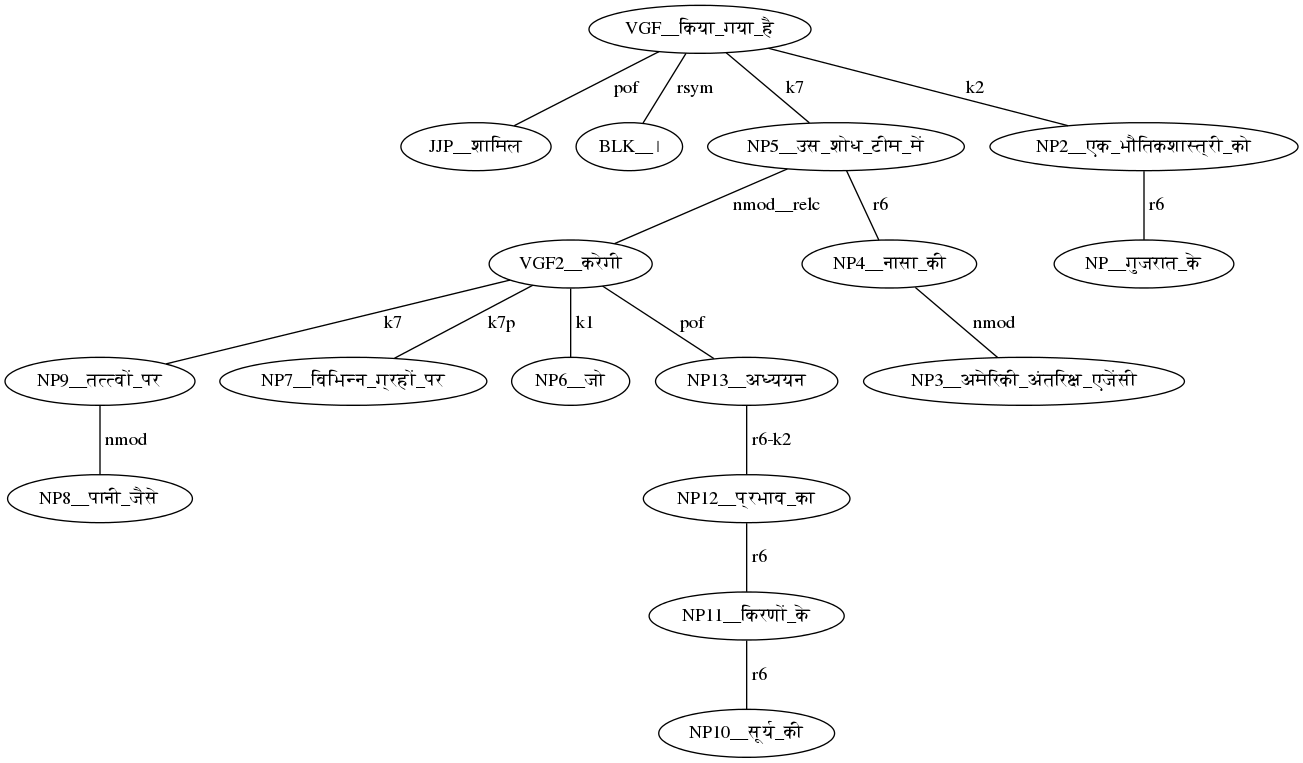 VGF__किया_गया_है
pof
rsym
k7
k2
JJP__शामिल
BLK__।
NP5__उस_शोध_टीम_में
NP2__एक_भौतिकशास्त्री_को
nmod__relc
r6
r6
VGF2__करेगी
NP4__नासा_की
NP__गुजरात_के
k7
k7p
k1
pof
nmod
NP9__तत्त्वों_पर
NP7__विभिन्न_ग्रहों_पर
NP6__जो
NP13__अध्ययन
NP3__अमेरिकी_अंतरिक्ष_एजेंसी
nmod
r6-k2
NP8__पानी_जैसे
NP12__प्रभाव_का
r6
NP11__किरणों_के
r6
NP10__सूर्य_की